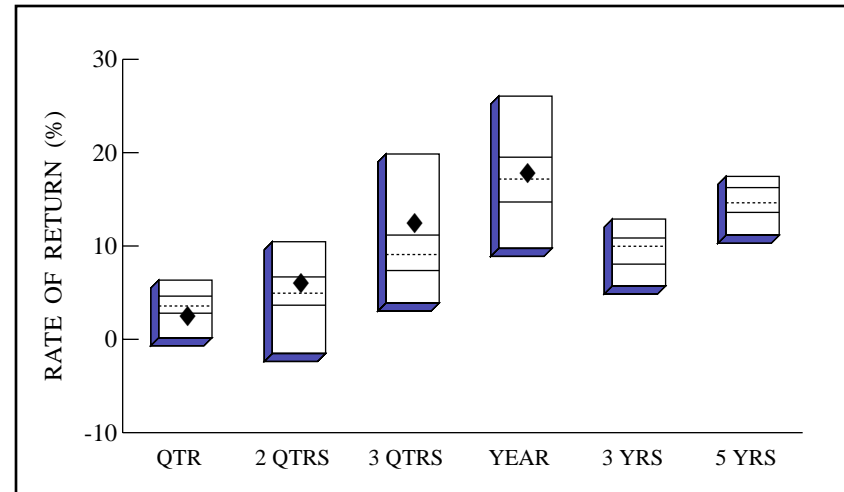 RATE OF RETURN (%)
30
20
10
0
-10
QTR 2 QTRS 3 QTRS YEAR 3 YRS 5 YRS